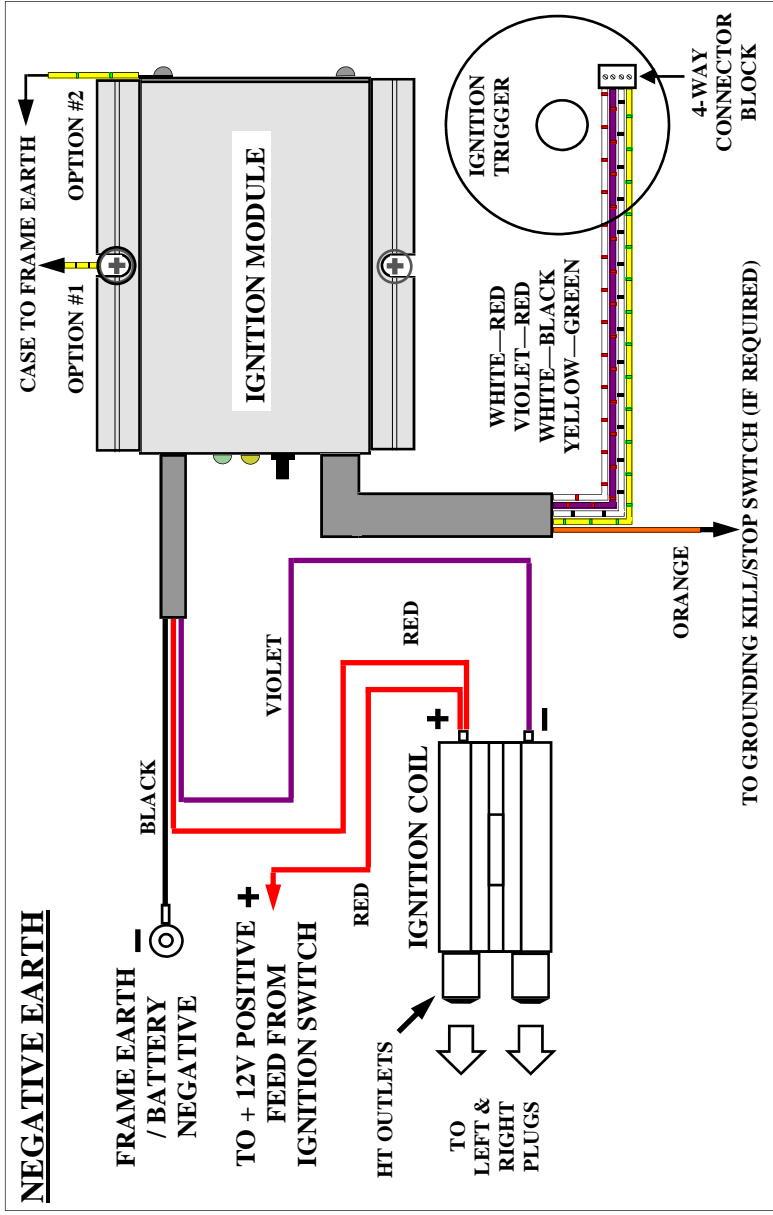 NEGATIVE EARTH
FRAME EARTH
/ BATTERY
NEGATIVE
−
BLACK
TO + 12V POSITIVE
FEED FROM
IGNITION SWITCH
+
RED
VIOLET
RED
HT OUTLETS
TO
LEFT &
RIGHT
PLUGS
IGNITION COIL
+
−
CASE TO FRAME EARTH
OPTION #1
OPTION #2
IGNITION MODULE
WHITE—RED
VIOLET—RED
WHITE—BLACK
YELLOW—GREEN
IGNITION
TRIGGER
4-WAY
CONNECTOR
BLOCK
ORANGE
TO GROUNDING KILL/STOP SWITCH (IF REQUIRED)